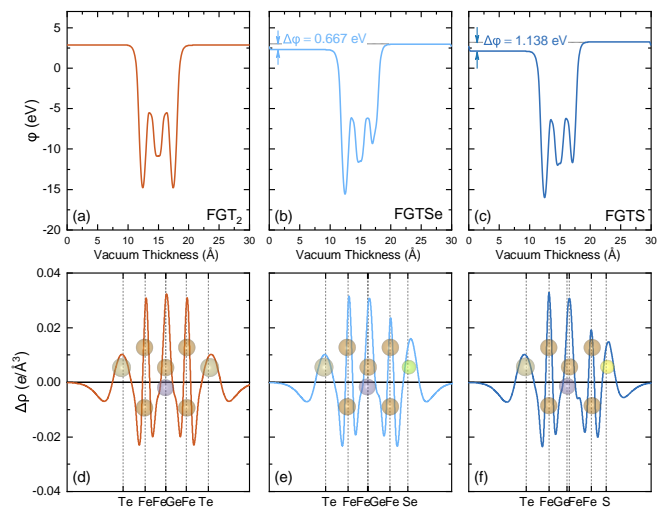 Δφ = 0.667 eV
Δφ = 1.138 eV
φ (eV)
5
0
-5
-10
-15
-20
(a)
FGT₂
(b)
FGTSe
(c)
FGTS
0 5 10 15 20 25 30
0 5 10 15 20 25 30
0 5 10 15 20 25 30
Vacuum Thickness (Å)
Vacuum Thickness (Å)
Vacuum Thickness (Å)
Δρ (e/Å³)
0.04
0.02
0.00
-0.02
-0.04
(d)
(e)
(f)
Te FeFeGeFe Te
Te FeFeGeFe Se
Te FeGeFeFe S